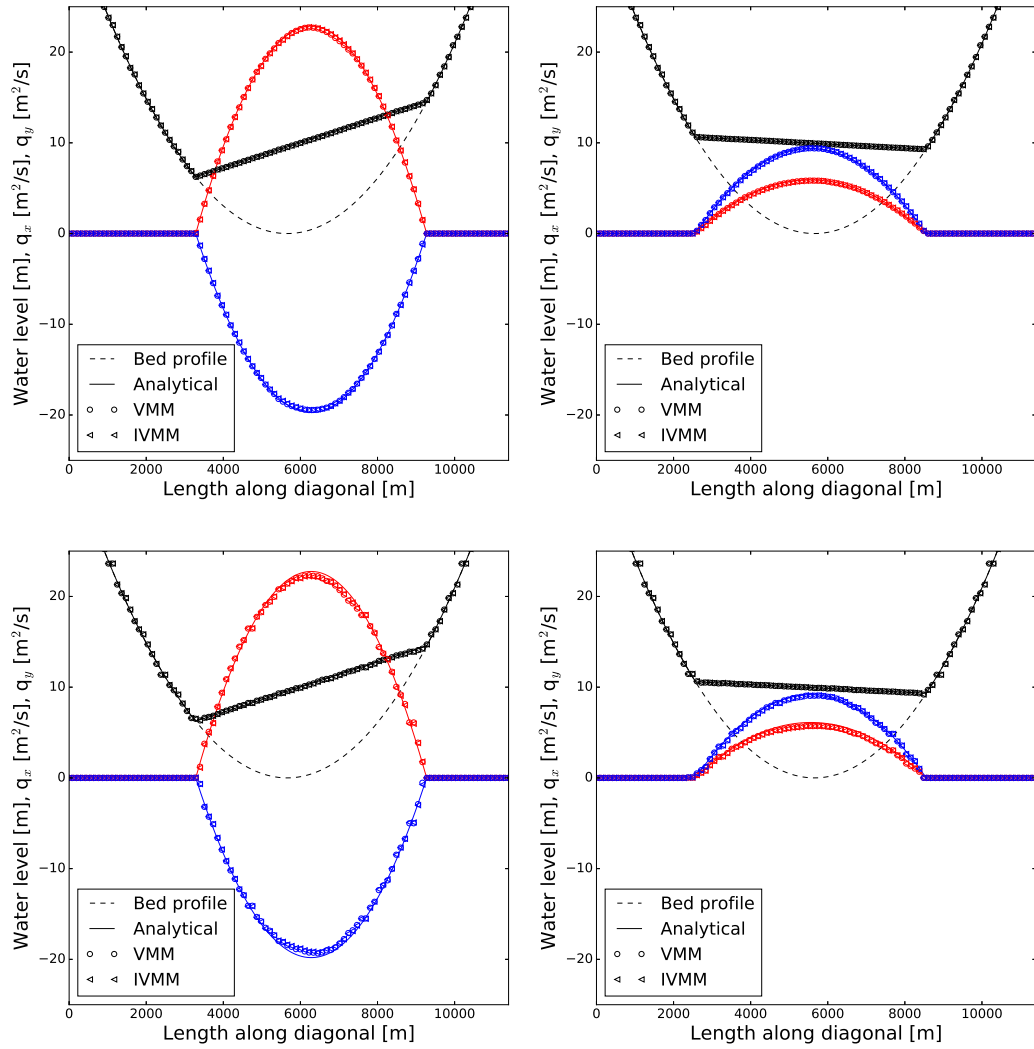 Water level [m], q_x [m²/s], q_y [m²/s]
20
10
0
−10
−20
Bed profile
Analytical
VMM
IVMM
0 2000 4000 6000 8000 10000
Length along diagonal [m]
Water level [m], q_x [m²/s], q_y [m²/s]
20
10
0
−10
−20
Bed profile
Analytical
VMM
IVMM
0 2000 4000 6000 8000 10000
Length along diagonal [m]
Water level [m], q_x [m²/s], q_y [m²/s]
20
10
0
−10
−20
Bed profile
Analytical
VMM
IVMM
0 2000 4000 6000 8000 10000
Length along diagonal [m]
Water level [m], q_x [m²/s], q_y [m²/s]
20
10
0
−10
−20
Bed profile
Analytical
VMM
IVMM
0 2000 4000 6000 8000 10000
Length along diagonal [m]